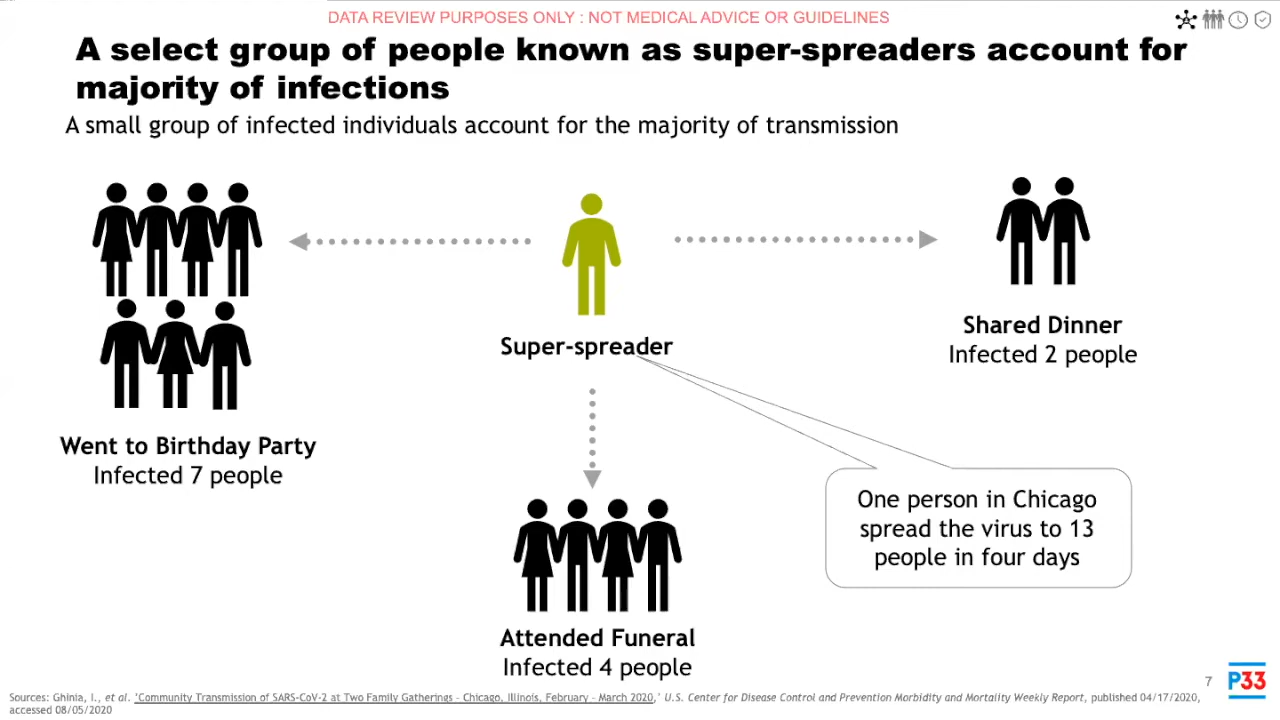 DATA REVIEW PURPOSES ONLY : NOT MEDICAL ADVICE OR GUIDELINES
A select group of people known as super-spreaders account for
majority of infections
A small group of infected individuals account for the majority of transmission
Super-spreader
Shared Dinner
Infected 2 people
Went to Birthday Party
Infected 7 people
One person in Chicago
spread the virus to 13
people in four days
Attended Funeral
Infected 4 people
Sources: Ghinia, I., et al. 'Community Transmission of SARS-CoV-2 at Two Family Gatherings – Chicago, Illinois, February – March 2020,' U.S. Center for Disease Control and Prevention Morbidity and Mortality Weekly Report, published 04/17/2020,
accessed 08/05/2020
7
P33